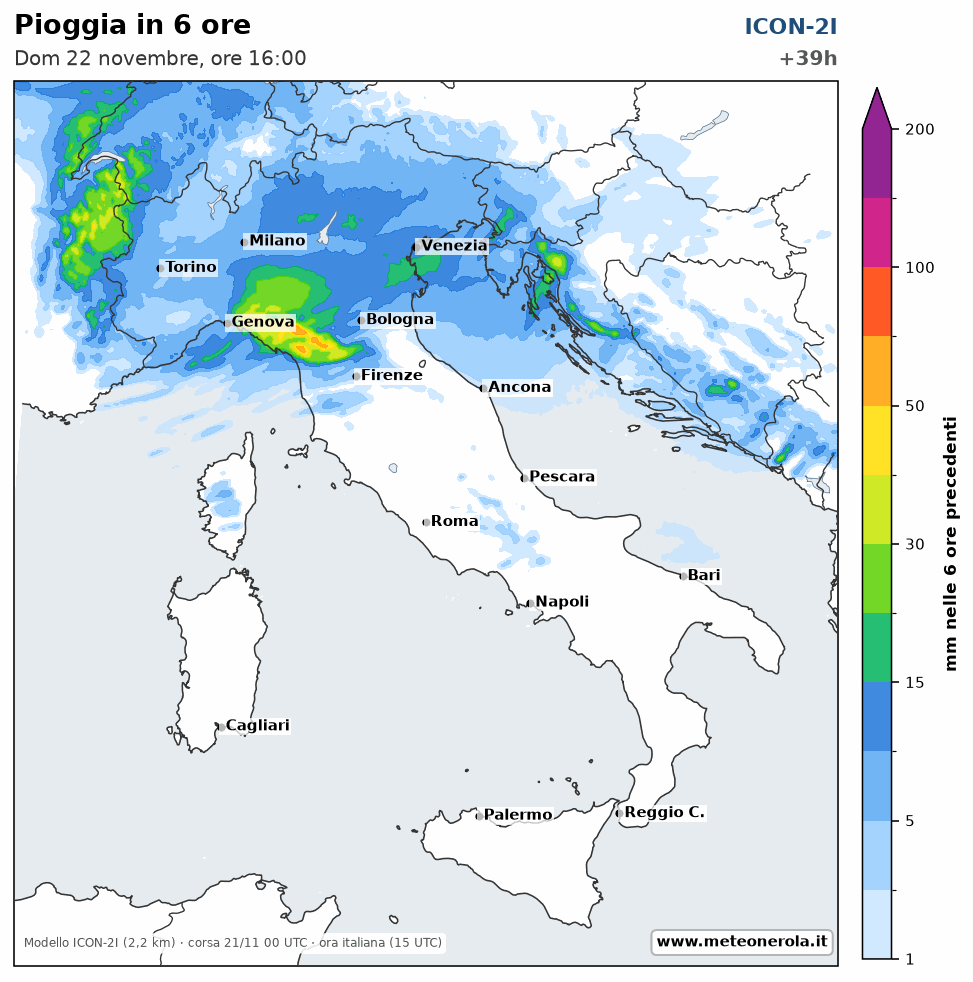 Pioggia in 6 ore
ICON-2I
Dom 22 novembre, ore 16:00
+39h
200
100
50
30
15
5
1
mm nelle 6 ore precedenti
Milano
Venezia
Torino
Genova
Bologna
Firenze
Ancona
Pescara
Roma
Bari
Napoli
Cagliari
Palermo
Reggio C.
Modello ICON-2I (2,2 km) · corsa 21/11 00 UTC · ora italiana (15 UTC)
www.meteonerola.it